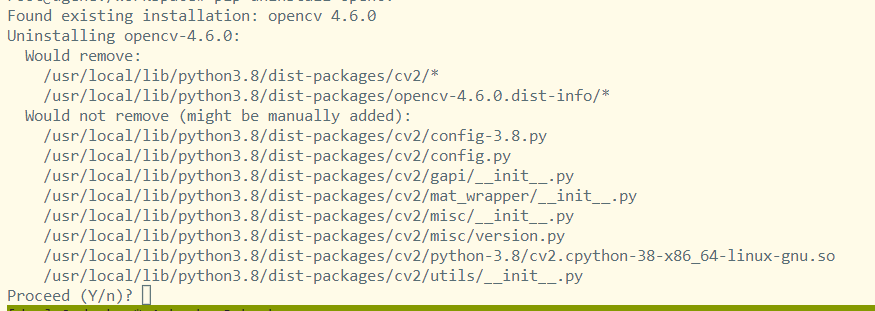 Found existing installation: opencv 4.6.0
Uninstalling opencv-4.6.0:
  Would remove:
    /usr/local/lib/python3.8/dist-packages/cv2/*
    /usr/local/lib/python3.8/dist-packages/opencv-4.6.0.dist-info/*
  Would not remove (might be manually added):
    /usr/local/lib/python3.8/dist-packages/cv2/config-3.8.py
    /usr/local/lib/python3.8/dist-packages/cv2/config.py
    /usr/local/lib/python3.8/dist-packages/cv2/gapi/__init__.py
    /usr/local/lib/python3.8/dist-packages/cv2/mat_wrapper/__init__.py
    /usr/local/lib/python3.8/dist-packages/cv2/misc/__init__.py
    /usr/local/lib/python3.8/dist-packages/cv2/misc/version.py
    /usr/local/lib/python3.8/dist-packages/cv2/python-3.8/cv2.cpython-38-x86_64-linux-gnu.so
    /usr/local/lib/python3.8/dist-packages/cv2/utils/__init__.py
Proceed (Y/n)?